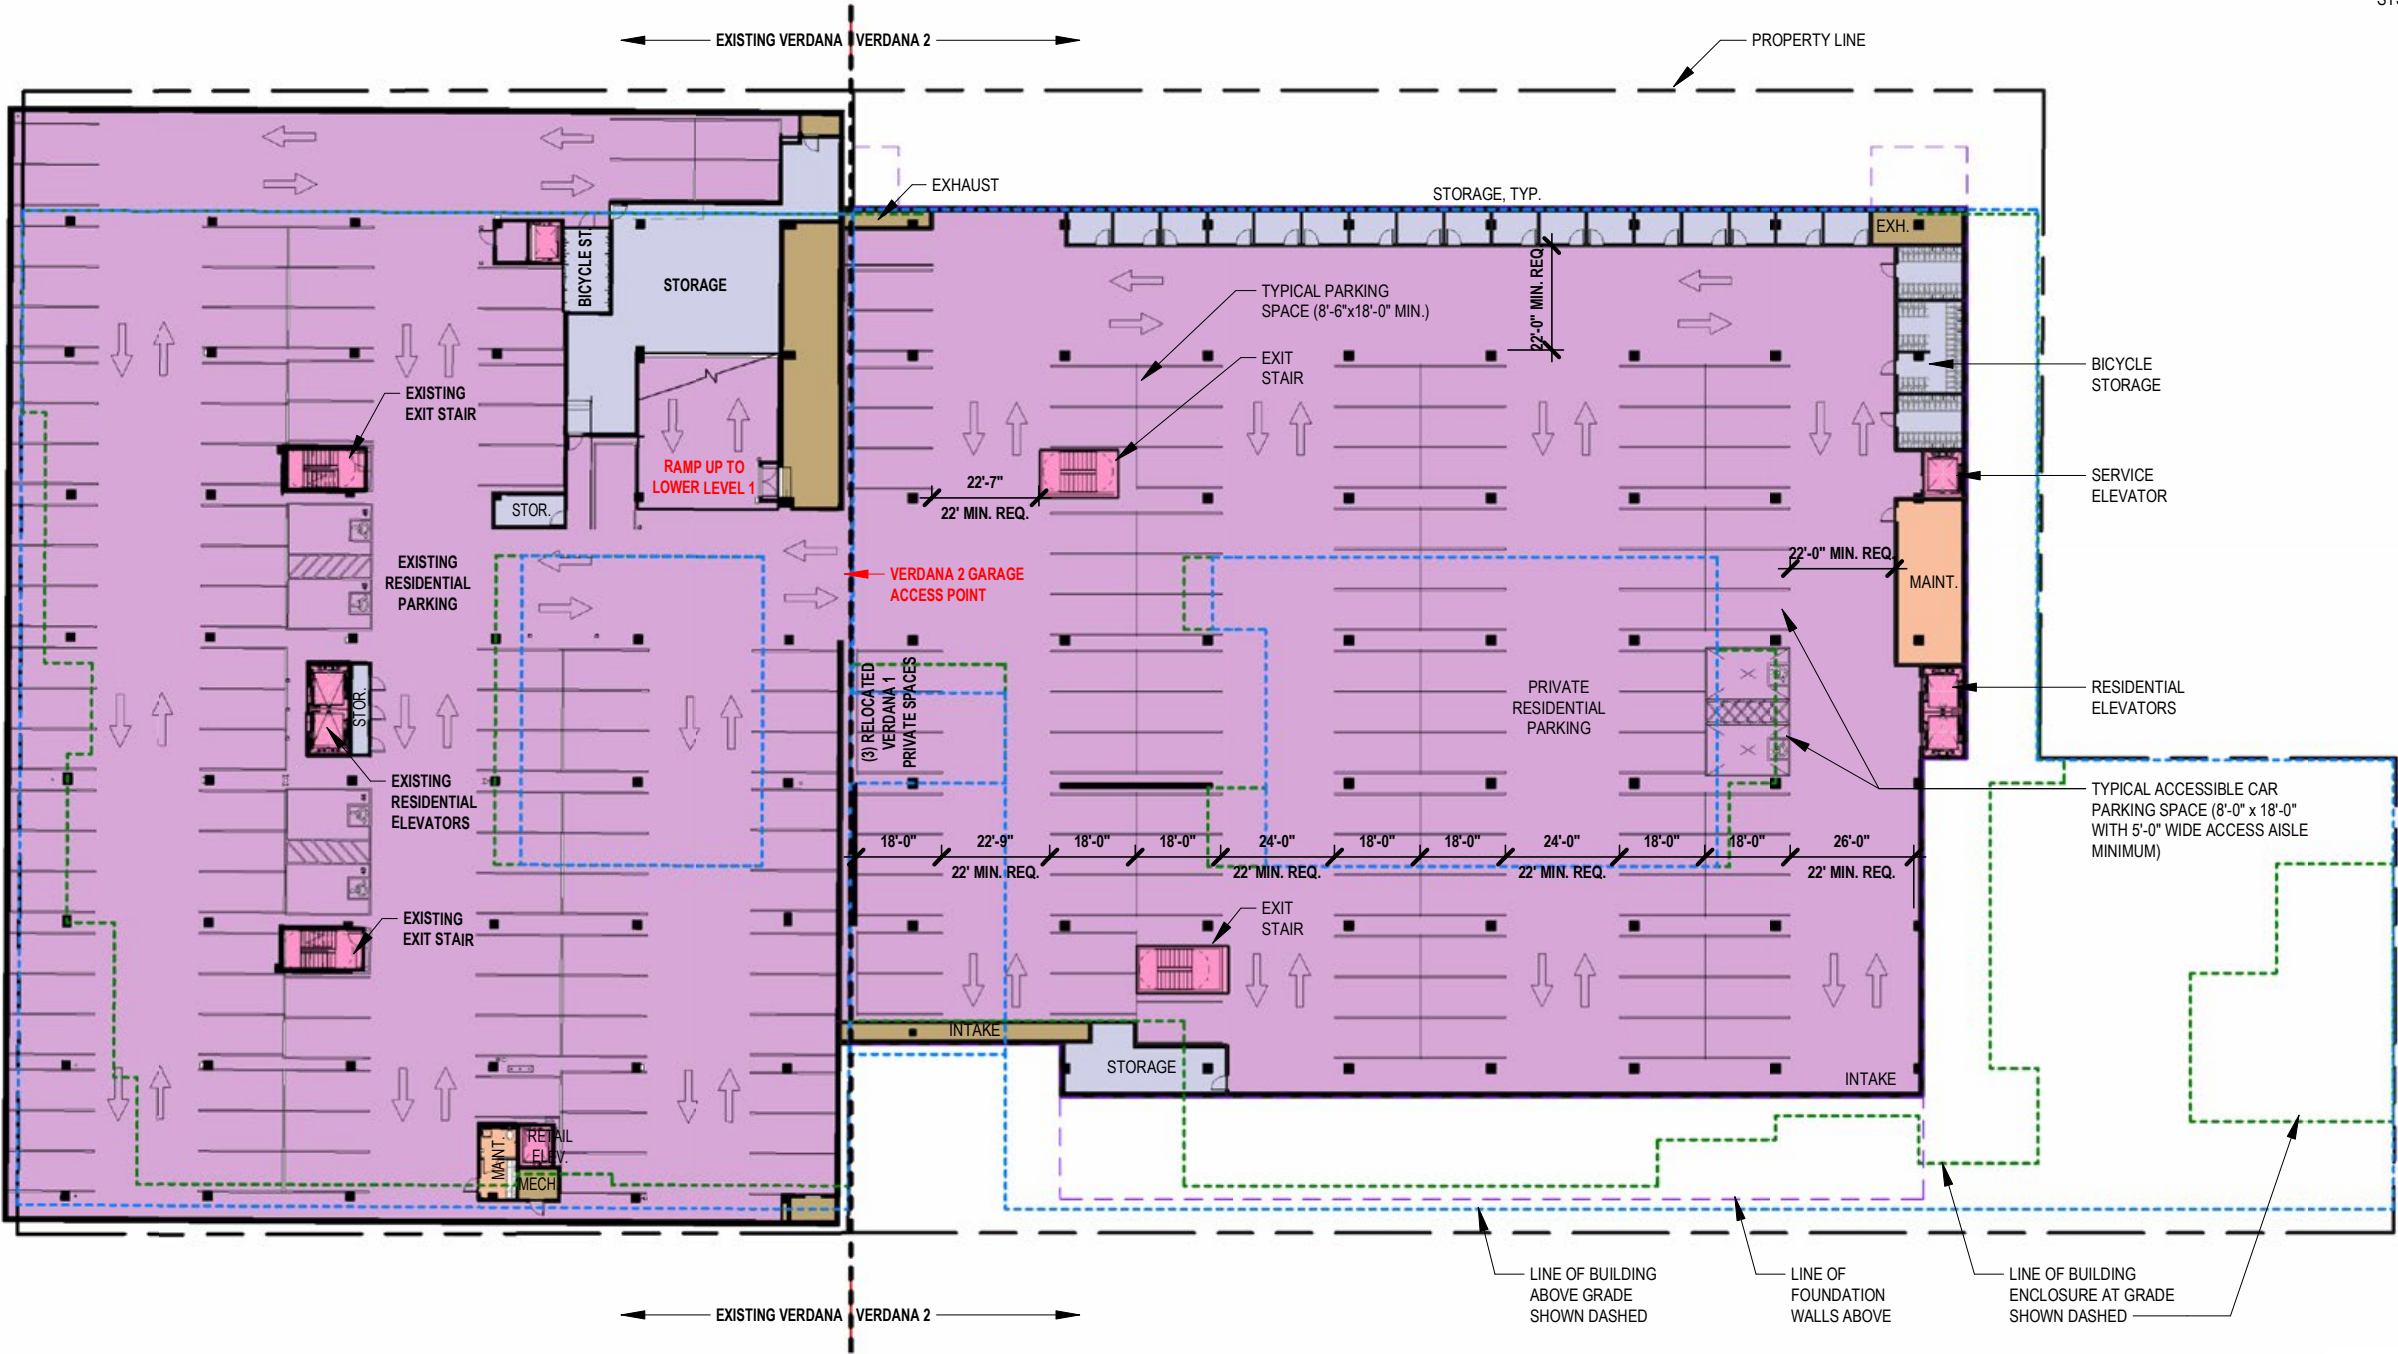 EXISTING VERDANA
VERDANA 2
PROPERTY LINE
EXHAUST
STORAGE, TYP.
EXH.
BICYCLE ST.
STORAGE
22'-0" MIN. REQ.
TYPICAL PARKING
SPACE (8'-6"x18'-0" MIN.)
EXIT
STAIR
BICYCLE
STORAGE
EXISTING
EXIT STAIR
RAMP UP TO
LOWER LEVEL 1
22'-7"
22' MIN. REQ.
SERVICE
ELEVATOR
STOR.
EXISTING
RESIDENTIAL
PARKING
VERDANA 2 GARAGE
ACCESS POINT
22'-0" MIN. REQ.
MAINT.
(3) RELOCATED
VERDANA 1
PRIVATE SPACES
PRIVATE
RESIDENTIAL
PARKING
RESIDENTIAL
ELEVATORS
STOR.
EXISTING
RESIDENTIAL
ELEVATORS
TYPICAL ACCESSIBLE CAR
PARKING SPACE (8'-0" x 18'-0"
WITH 5'-0" WIDE ACCESS AISLE
MINIMUM)
18'-0"
22'-9"
18'-0"
18'-0"
24'-0"
18'-0"
18'-0"
24'-0"
18'-0"
18'-0"
26'-0"
22' MIN. REQ.
22' MIN. REQ.
22' MIN. REQ.
22' MIN. REQ.
EXISTING
EXIT STAIR
EXIT
STAIR
INTAKE
STORAGE
INTAKE
MAINT.
RETAIL
ELEV.
MECH
LINE OF BUILDING
ABOVE GRADE
SHOWN DASHED
LINE OF
FOUNDATION
WALLS ABOVE
LINE OF BUILDING
ENCLOSURE AT GRADE
SHOWN DASHED
EXISTING VERDANA
VERDANA 2